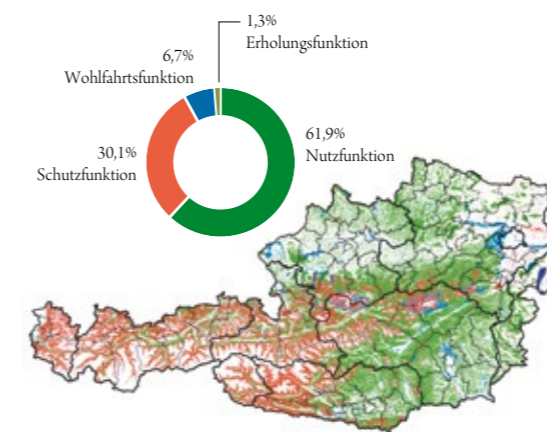 1,3%
Erholungsfunktion
6,7%
Wohlfahrtsfunktion
61,9%
Nutzfunktion
30,1%
Schutzfunktion